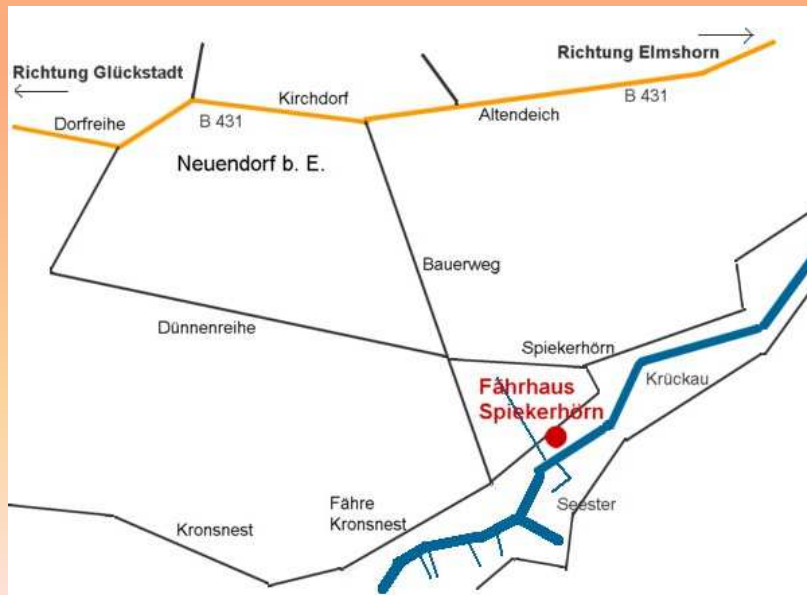 Richtung Elmshorn
Richtung Glückstadt
Kirchdorf
B 431
Dorfreihe
B 431
Altendeich
Neuendorf b. E.
Bauerweg
Dünnenreihe
Spiekerhörn
Krückau
Fährhaus
Spiekerhörn
Seester
Fähre
Kronsnest
Kronsnest